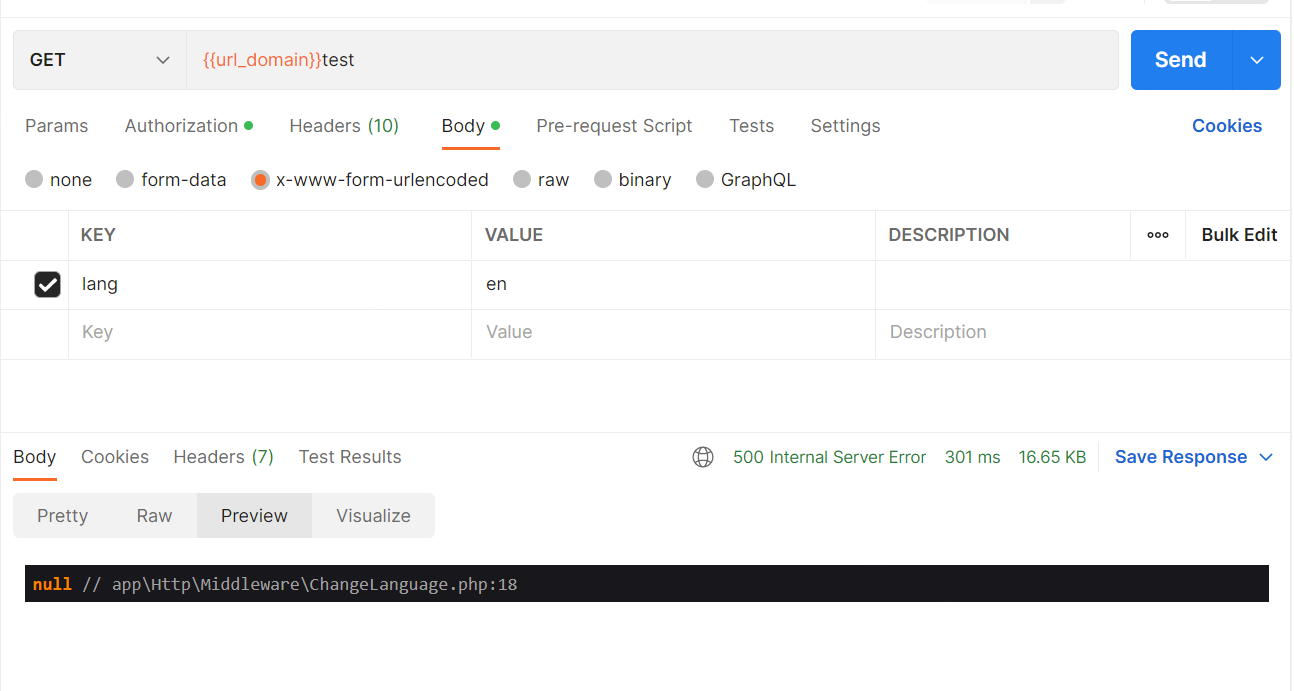 GET {{url_domain}}test Send
Params Authorization Headers (10) Body Pre-request Script Tests Settings Cookies
none form-data x-www-form-urlencoded raw binary GraphQL
KEY VALUE DESCRIPTION Bulk Edit
lang en
Key Value Description
Body Cookies Headers (7) Test Results 500 Internal Server Error 301 ms 16.65 KB Save Response
Pretty Raw Preview Visualize
null // app\Http\Middleware\ChangeLanguage.php:18